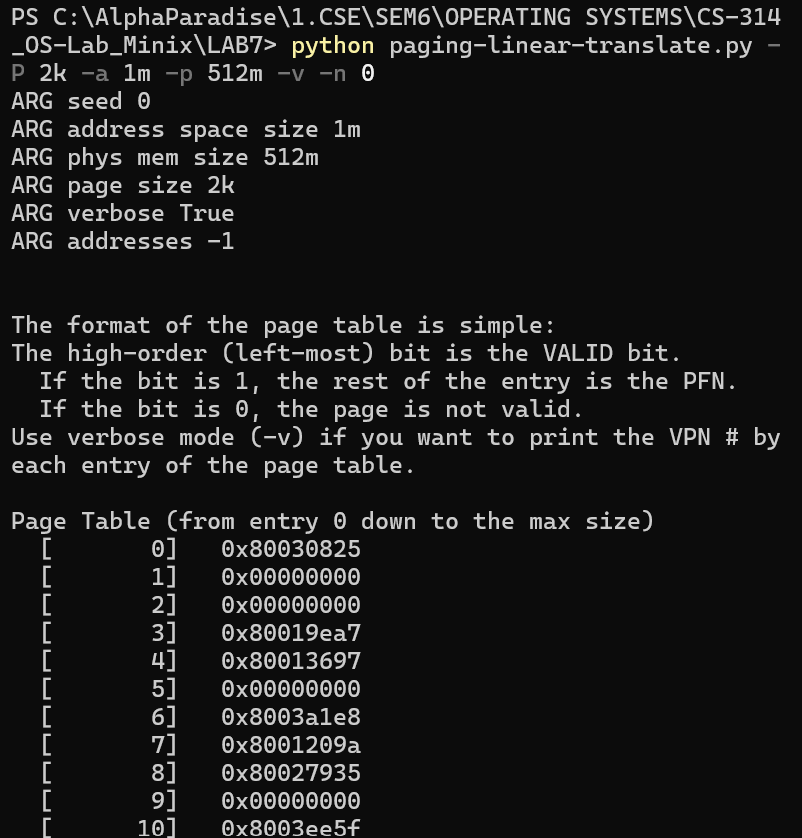 PS C:\AlphaParadise\1.CSE\SEM6\OPERATING SYSTEMS\CS-314
_OS-Lab_Minix\LAB7> python paging-linear-translate.py -
P 2k -a 1m -p 512m -v -n 0
ARG seed 0
ARG address space size 1m
ARG phys mem size 512m
ARG page size 2k
ARG verbose True
ARG addresses -1
The format of the page table is simple:
The high-order (left-most) bit is the VALID bit.
  If the bit is 1, the rest of the entry is the PFN.
  If the bit is 0, the page is not valid.
Use verbose mode (-v) if you want to print the VPN # by
each entry of the page table.
Page Table (from entry 0 down to the max size)
  [       0]   0x80030825
  [       1]   0x00000000
  [       2]   0x00000000
  [       3]   0x80019ea7
  [       4]   0x80013697
  [       5]   0x00000000
  [       6]   0x8003a1e8
  [       7]   0x8001209a
  [       8]   0x80027935
  [       9]   0x00000000
  [      10]   0x8003ee5f